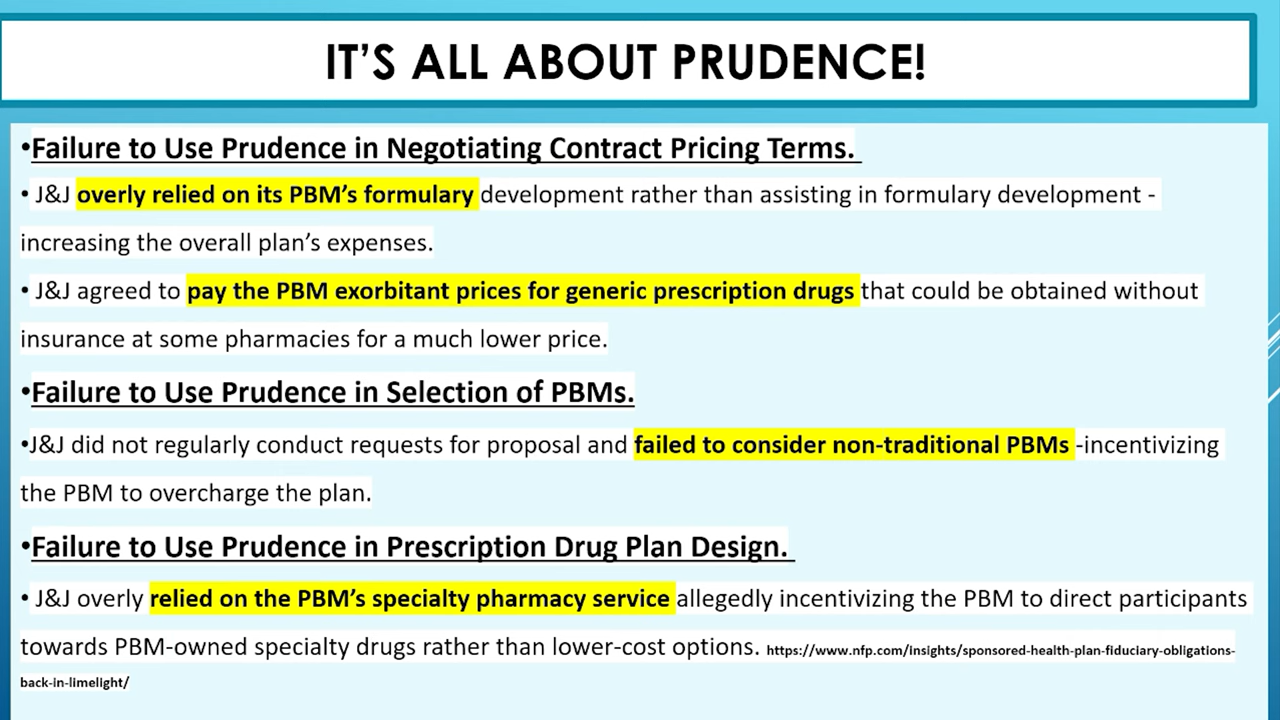 IT'S ALL ABOUT PRUDENCE!
•Failure to Use Prudence in Negotiating Contract Pricing Terms.
• J&J overly relied on its PBM's formulary development rather than assisting in formulary development -
increasing the overall plan's expenses.
• J&J agreed to pay the PBM exorbitant prices for generic prescription drugs that could be obtained without
insurance at some pharmacies for a much lower price.
•Failure to Use Prudence in Selection of PBMs.
•J&J did not regularly conduct requests for proposal and failed to consider non-traditional PBMs -incentivizing
the PBM to overcharge the plan.
•Failure to Use Prudence in Prescription Drug Plan Design.
• J&J overly relied on the PBM's specialty pharmacy service allegedly incentivizing the PBM to direct participants
towards PBM-owned specialty drugs rather than lower-cost options. https://www.nfp.com/insights/sponsored-health-plan-fiduciary-obligations-
back-in-limelight/